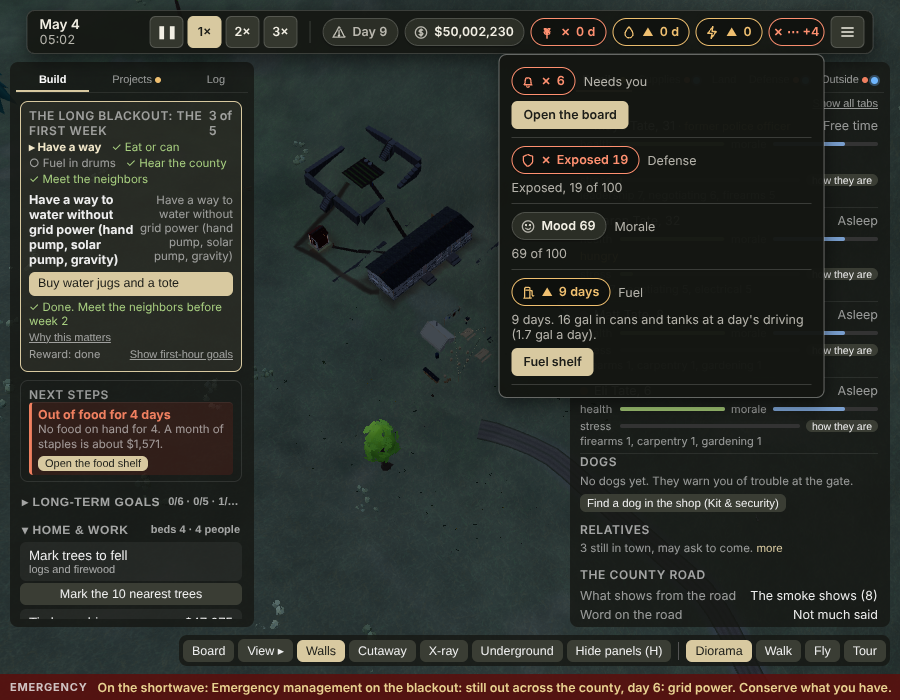 May 4
05:02
1×
2×
3×
Day 9
$50,002,230
× 0 d
▲ 0 d
▲ 0
× ··· +4
Build
Projects
Log
THE LONG BLACKOUT: THE FIRST WEEK
3 of 5
▸ Have a way
✓ Eat or can
○ Fuel in drums
✓ Hear the county
✓ Meet the neighbors
Have a way to
water without
grid power (hand
pump, solar
pump, gravity)
Have a way to
water without
grid power (hand
pump, solar
pump, gravity)
Buy water jugs and a tote
✓ Done. Meet the neighbors before
week 2
Why this matters
Reward: done
Show first-hour goals
NEXT STEPS
Out of food for 4 days
No food on hand for 4. A month of
staples is about $1,571.
Open the food shelf
▸ LONG-TERM GOALS
0/6 · 0/5 · 1/...
▾ HOME & WORK
beds 4 · 4 people
Mark trees to fell
logs and firewood
Mark the 10 nearest trees
× 6
Needs you
Open the board
× Exposed 19
Defense
Exposed, 19 of 100
Mood 69
Morale
69 of 100
▲ 9 days
Fuel
9 days. 16 gal in cans and tanks at a day's driving
(1.7 gal a day).
Fuel shelf
Outside
ow all tabs
Free time
w they are
Asleep
w they are
Asleep
w they are
Asleep
health
morale
stress
how they are
firearms 1, carpentry 1, gardening 1
DOGS
No dogs yet. They warn you of trouble at the gate.
Find a dog in the shop (Kit & security)
RELATIVES
3 still in town, may ask to come. more
THE COUNTY ROAD
What shows from the road
The smoke shows (8)
Word on the road
Not much said
Board
View ▸
Walls
Cutaway
X-ray
Underground
Hide panels (H)
Diorama
Walk
Fly
Tour
EMERGENCY
On the shortwave: Emergency management on the blackout: still out across the county, day 6: grid power. Conserve what you have.